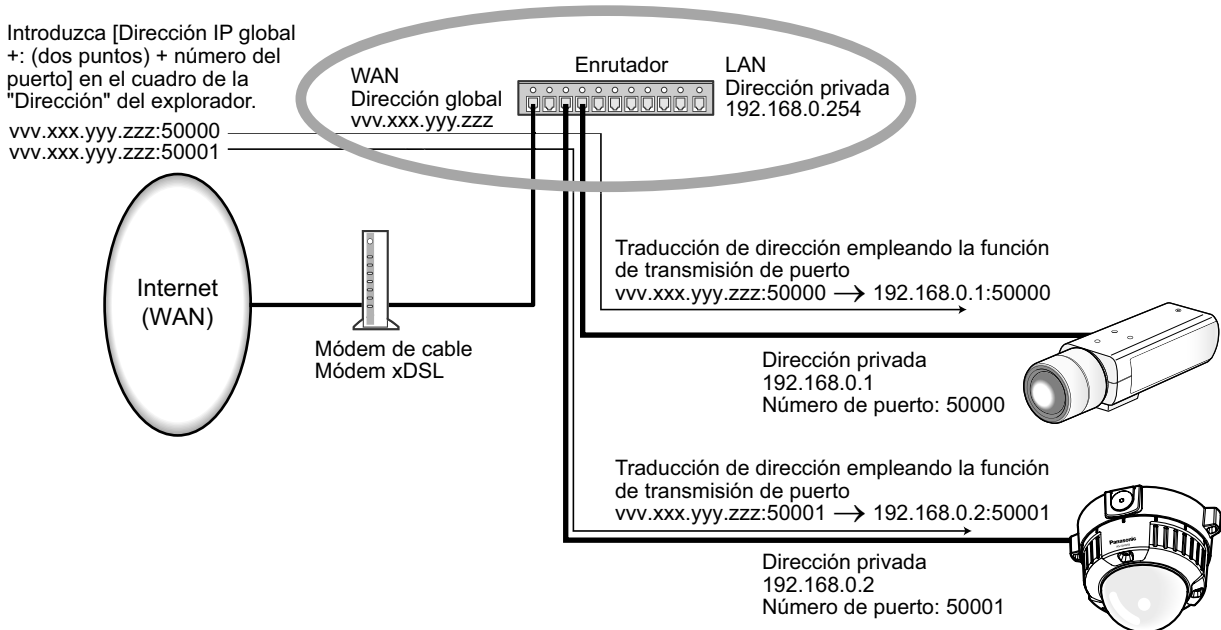 Introduzca [Dirección IP global
+: (dos puntos) + número del
puerto] en el cuadro de la
"Dirección" del explorador.
vvv.xxx.yyy.zzz:50000
vvv.xxx.yyy.zzz:50001
WAN
Dirección global
vvv.xxx.yyy.zzz
Enrutador
LAN
Dirección privada
192.168.0.254
Internet
(WAN)
Módem de cable
Módem xDSL
Traducción de dirección empleando la función
de transmisión de puerto
vvv.xxx.yyy.zzz:50000 → 192.168.0.1:50000
Dirección privada
192.168.0.1
Número de puerto: 50000
Traducción de dirección empleando la función
de transmisión de puerto
vvv.xxx.yyy.zzz:50001 → 192.168.0.2:50001
Panasonic
Dirección privada
192.168.0.2
Número de puerto: 50001